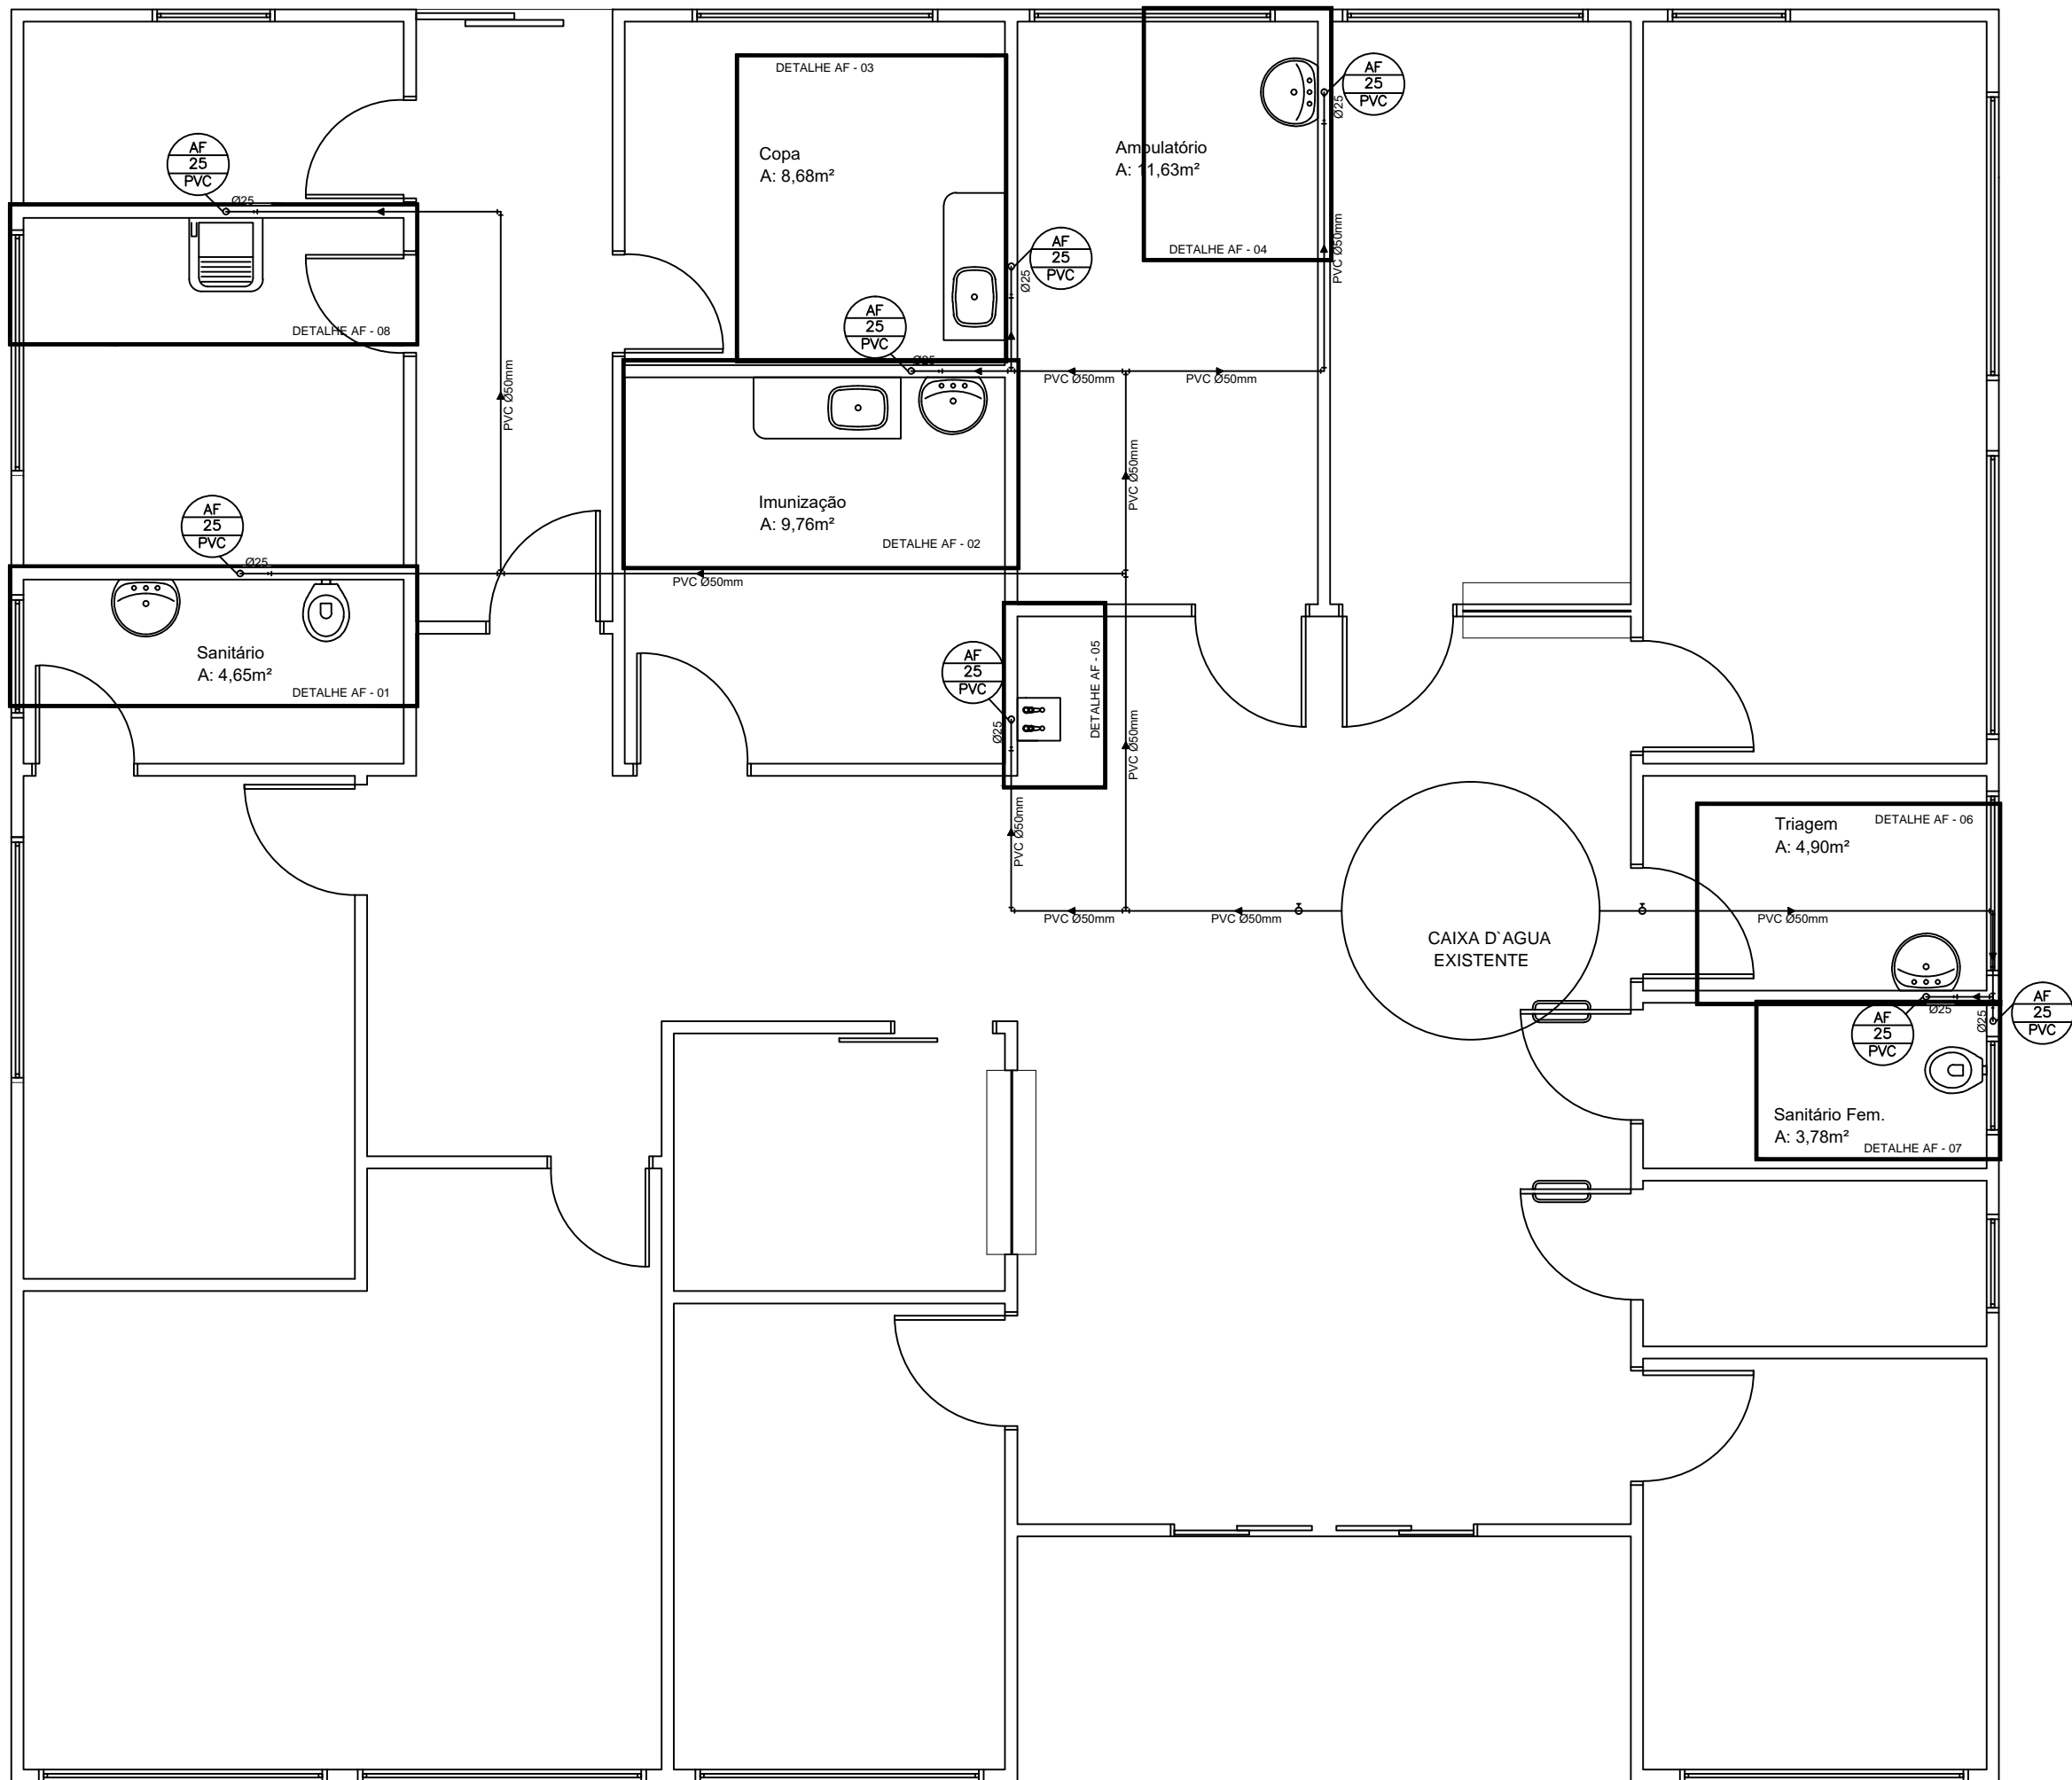 DETALHE AF - 03
AF
25
PVC
Ø25
Copa
A: 8,68m²
Ambulatório
A: 11,63m²
AF
25
PVC
Ø25
PVC Ø50mm
DETALHE AF - 04
AF
25
PVC
Ø25
AF
25
PVC
Ø25
DETALHE AF - 08
PVC Ø50mm
PVC Ø50mm
PVC Ø50mm
PVC Ø50mm
AF
25
PVC
Ø25
Imunização
A: 9,76m²
DETALHE AF - 02
PVC Ø50mm
Sanitário
A: 4,65m²
DETALHE AF - 01
AF
25
PVC
Ø25
DETALHE AF - 05
PVC Ø50mm
PVC Ø50mm
Triagem
A: 4,90m²
DETALHE AF - 06
PVC Ø50mm
PVC Ø50mm
PVC Ø50mm
CAIXA D`AGUA
EXISTENTE
AF
25
PVC
Ø25
Ø25
AF
25
PVC
Sanitário Fem.
A: 3,78m²
DETALHE AF - 07